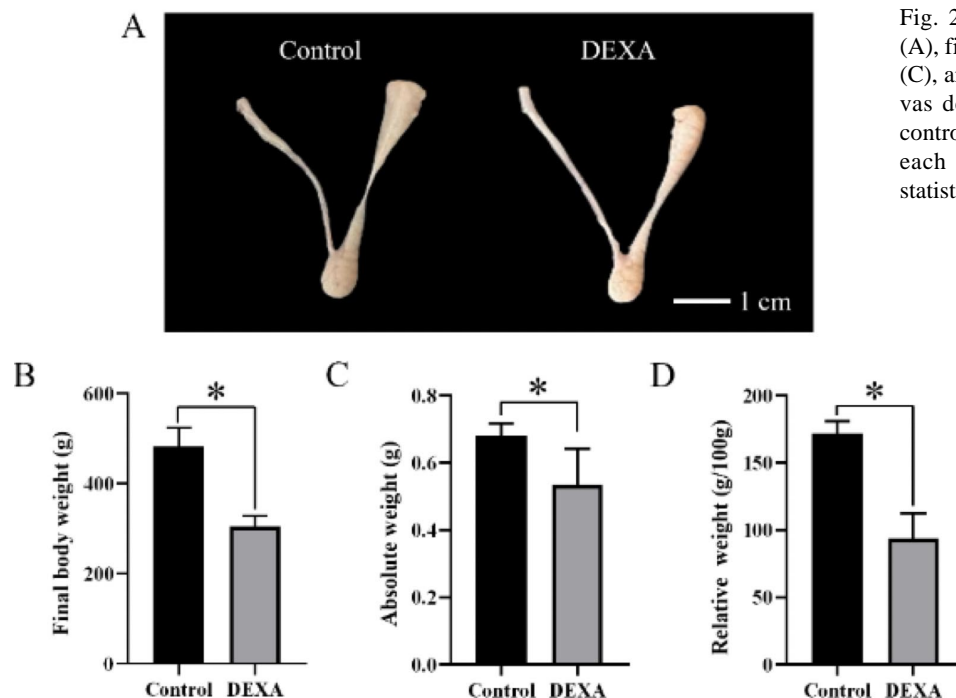 A
Control
DEXA
1 cm
Fig. 2
(A), fi
(C), a
vas d
contro
each
statist
B
Final body weight (g)
600
400
200
0
*
Control DEXA
C
Absolute weight (g)
0.8
0.6
0.4
0.2
0.0
*
Control DEXA
D
Relative weight (g/100g)
200
150
100
50
0
*
Control DEXA